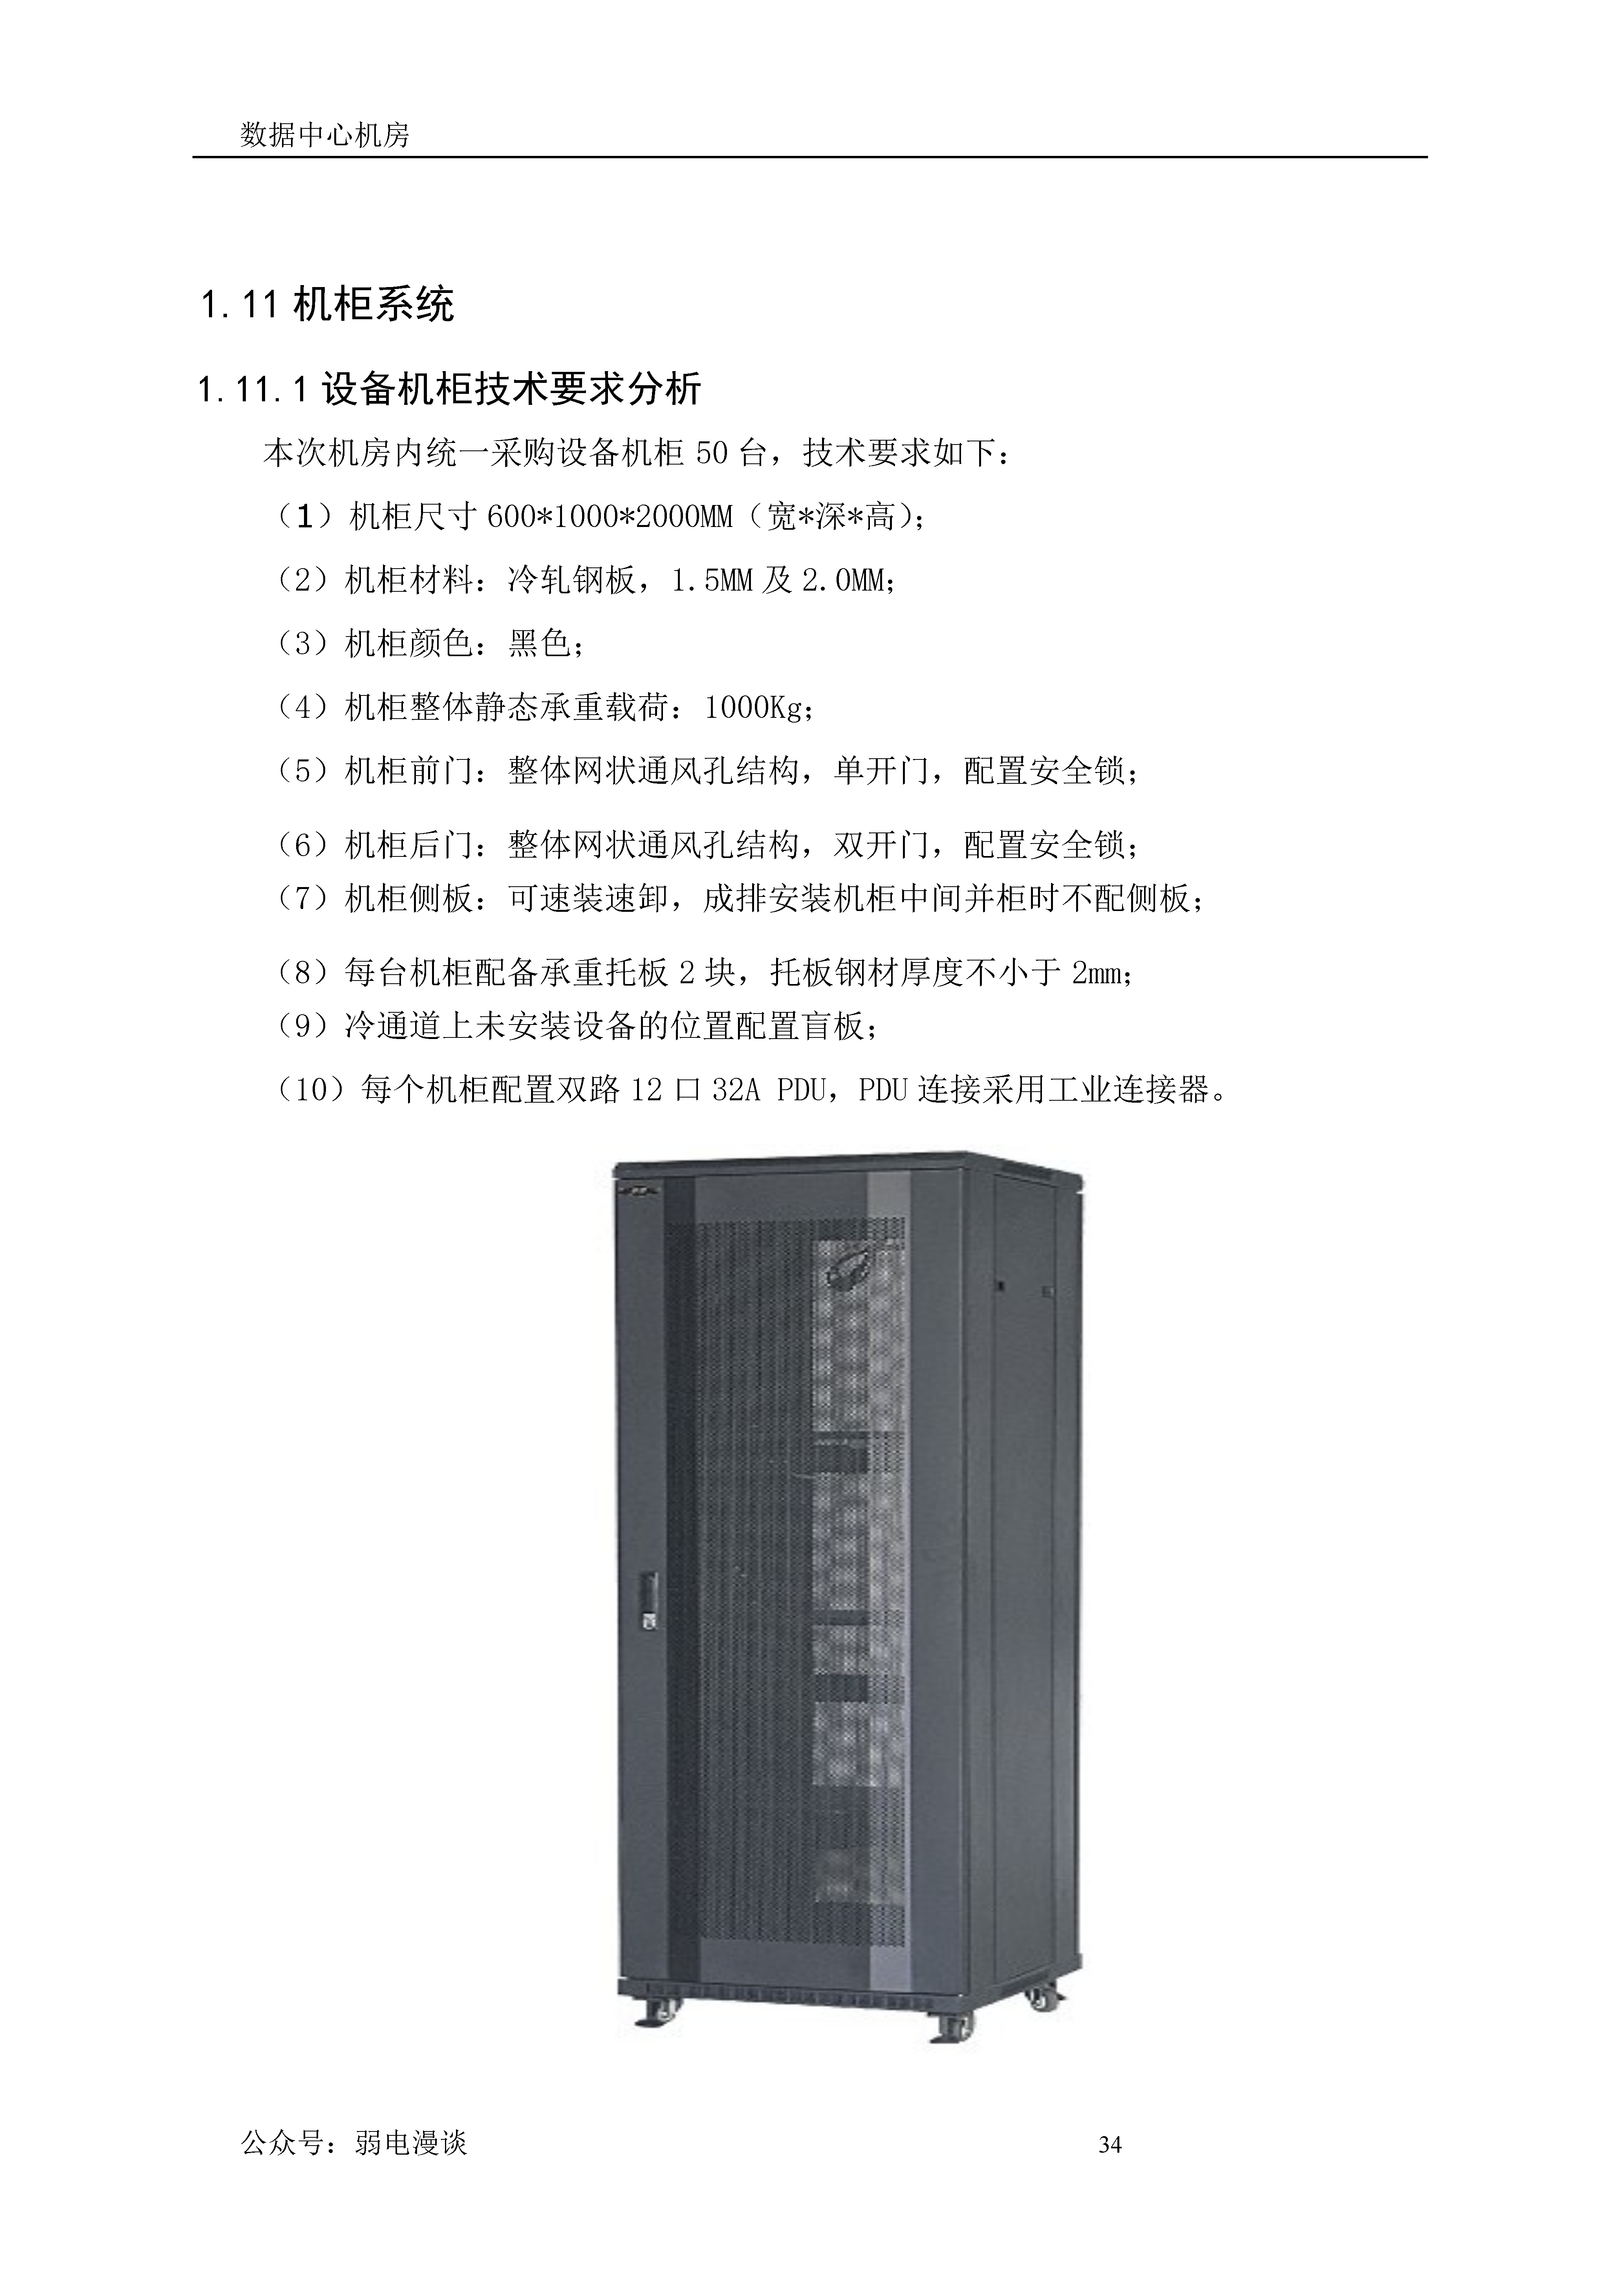 数据中心机房
1.11 机柜系统
1.11.1 设备机柜技术要求分析
本次机房内统一采购设备机柜 50 台，技术要求如下：
（1）机柜尺寸 600*1000*2000MM（宽*深*高）；
（2）机柜材料：冷轧钢板，1.5MM 及 2.0MM；
（3）机柜颜色：黑色；
（4）机柜整体静态承重载荷：1000Kg；
（5）机柜前门：整体网状通风孔结构，单开门，配置安全锁；
（6）机柜后门：整体网状通风孔结构，双开门，配置安全锁；
（7）机柜侧板：可速装速卸，成排安装机柜中间并柜时不配侧板；
（8）每台机柜配备承重托板 2 块，托板钢材厚度不小于 2mm；
（9）冷通道上未安装设备的位置配置盲板；
（10）每个机柜配置双路 12 口 32A PDU，PDU 连接采用工业连接器。
公众号：弱电漫谈 34